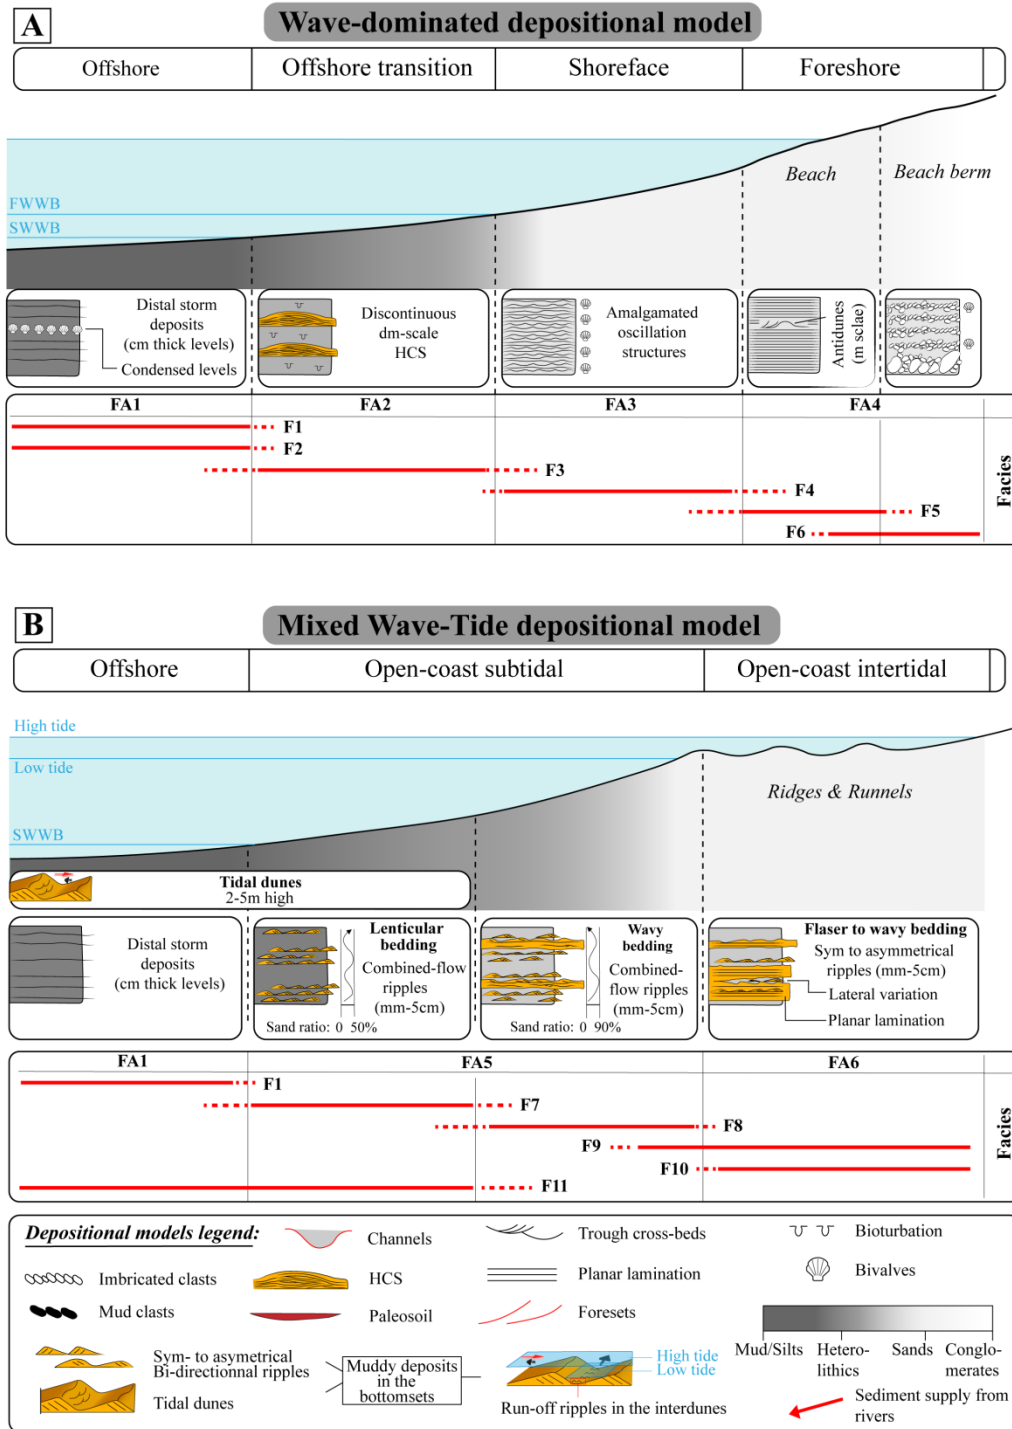 A
Wave-dominated depositional model
Offshore
Offshore transition
Shoreface
Foreshore
FWWB
SWWB
Beach
Beach berm
Distal storm
deposits
(cm thick levels)
Condensed levels
Discontinuous
dm-scale
HCS
Amalgamated
oscillation
structures
Antidunes
(m sclae)
FA1
FA2
FA3
FA4
F1
F2
F3
F4
F5
F6
Facies
B
Mixed Wave-Tide depositional model
Offshore
Open-coast subtidal
Open-coast intertidal
High tide
Low tide
SWWB
Ridges & Runnels
Tidal dunes
2-5m high
Distal storm
deposits
(cm thick levels)
Lenticular
bedding
Combined-flow
ripples
(mm-5cm)
Sand ratio: 0 50%
Wavy
bedding
Combined-
flow ripples
(mm-5cm)
Sand ratio: 0 90%
Flaser to wavy bedding
Sym to asymmetrical
ripples (mm-5cm)
Lateral variation
Planar lamination
FA1
FA5
FA6
F1
F7
F8
F9
F10
F11
Facies
Depositional models legend:
Channels
Trough cross-beds
Bioturbation
Imbricated clasts
HCS
Planar lamination
Bivalves
Mud clasts
Paleosoil
Foresets
Mud/Silts
Hetero-
lithics
Sands
Conglo-
merates
Sym- to asymetrical
Bi-directionnal ripples
Tidal dunes
Muddy deposits
in the
bottomsets
High tide
Low tide
Run-off ripples in the interdunes
Sediment supply from
rivers